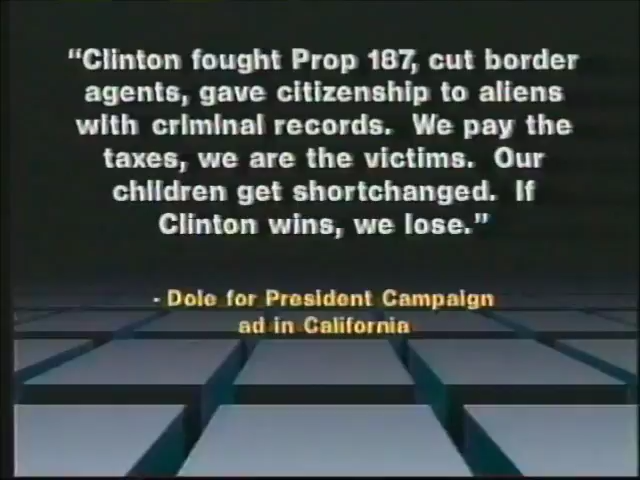 “Clinton fought Prop 187, cut border
agents, gave citizenship to aliens
with criminal records. We pay the
taxes, we are the victims. Our
children get shortchanged. If
Clinton wins, we lose.”
- Dole for President Campaign
ad in California